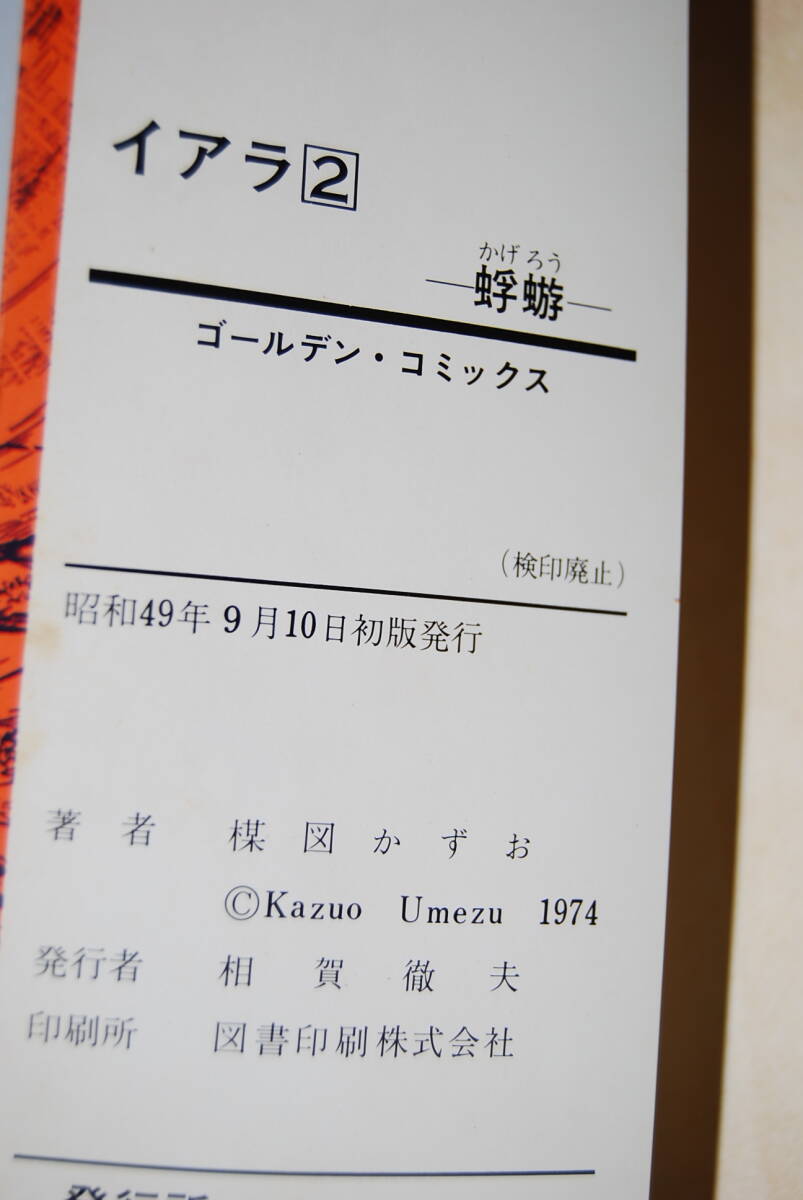 イアラ2
かげろう
―蜉蝣―
ゴールデン・コミックス
（検印廃止）
昭和49年 9月10日初版発行
著者 楳図かずお
©Kazuo Umezu 1974
発行者 相賀徹夫
印刷所 図書印刷株式会社
発行所